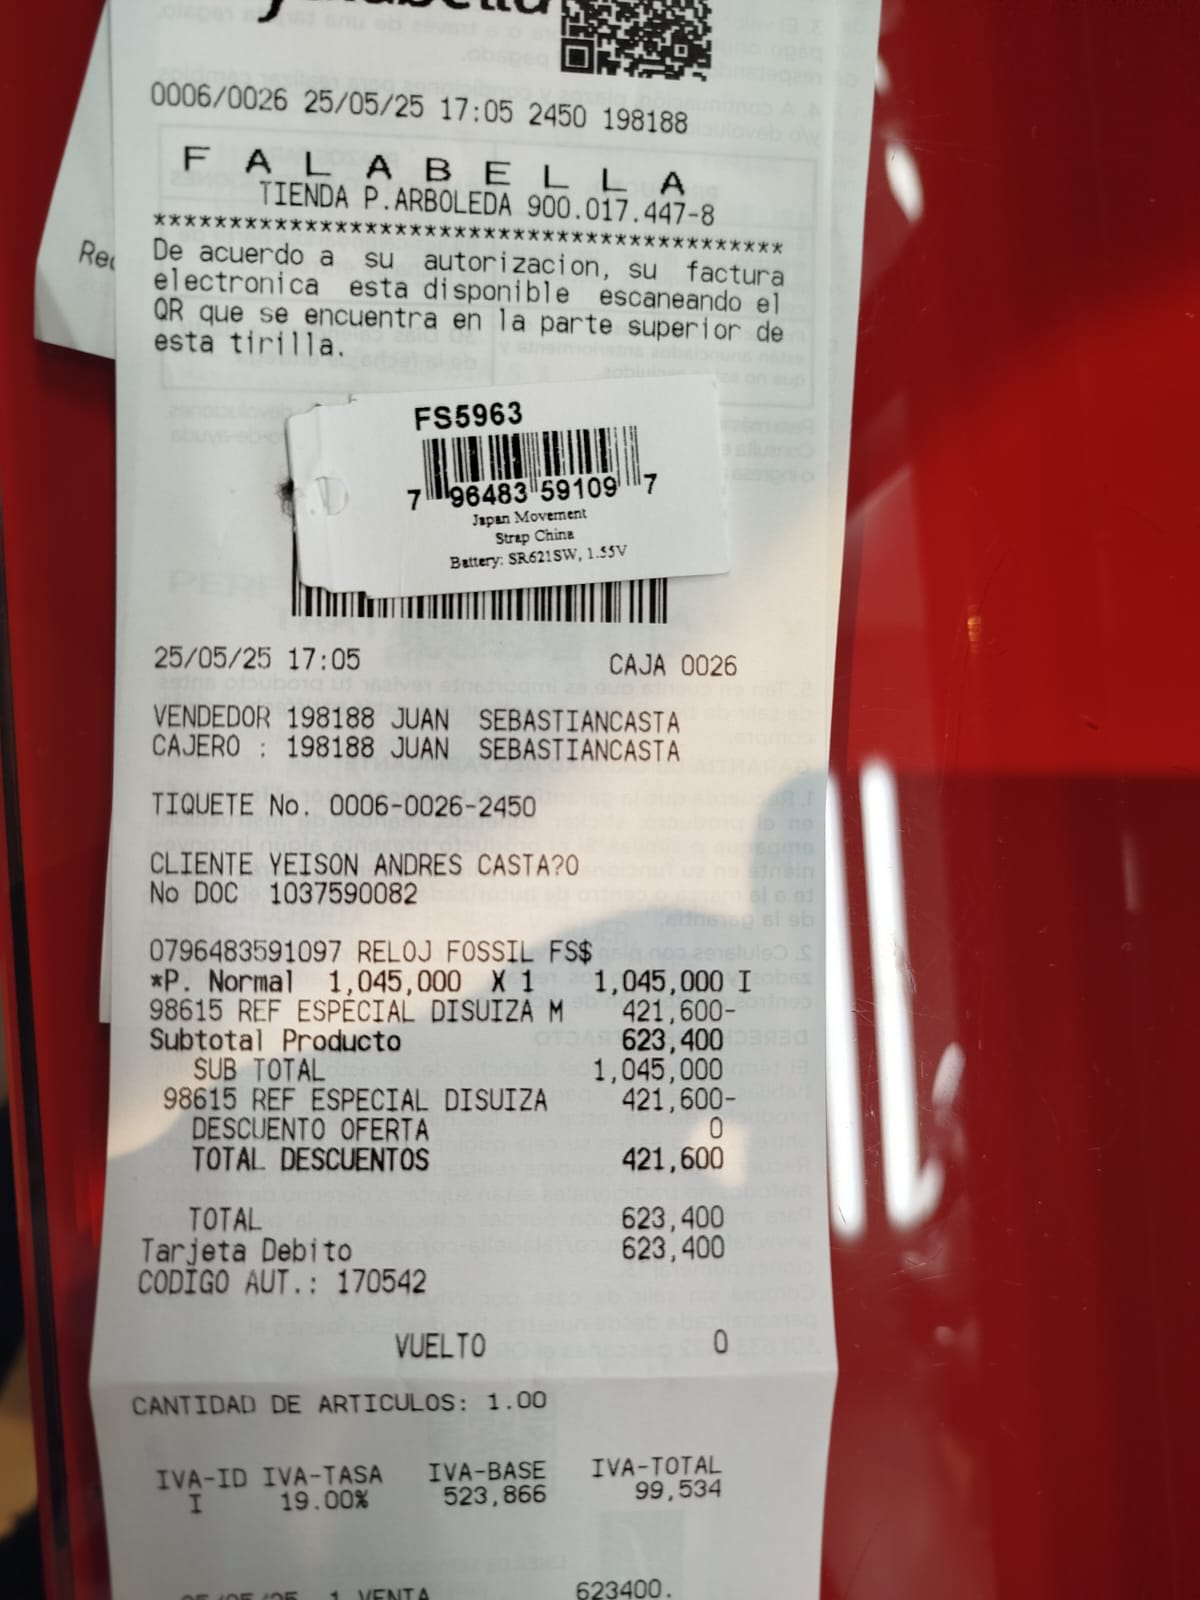 falabella
0006/0026 25/05/25 17:05 2450 198188
F A L A B E L L A
TIENDA P.ARBOLEDA 900.017.447-8
*******************************************
De acuerdo a su autorizacion, su factura
electronica esta disponible escaneando el
QR que se encuentra en la parte superior de
esta tirilla.
FS5963
7 96483 59109 7
Japan Movement
Strap China
Battery: SR621SW, 1.55V
25/05/25 17:05 CAJA 0026
VENDEDOR 198188 JUAN SEBASTIANCASTA
CAJERO : 198188 JUAN SEBASTIANCASTA
TIQUETE No. 0006-0026-2450
CLIENTE YEISON ANDRES CASTA?O
No DOC 1037590082
0796483591097 RELOJ FOSSIL FS$
*P. Normal 1,045,000 X 1 1,045,000 I
98615 REF ESPECIAL DISUIZA M 421,600-
Subtotal Producto 623,400
SUB TOTAL 1,045,000
98615 REF ESPECIAL DISUIZA 421,600-
DESCUENTO OFERTA 0
TOTAL DESCUENTOS 421,600
TOTAL 623,400
Tarjeta Debito 623,400
CODIGO AUT.: 170542
VUELTO 0
CANTIDAD DE ARTICULOS: 1.00
IVA-ID IVA-TASA IVA-BASE IVA-TOTAL
I 19.00% 523,866 99,534
25/05/25 1 VENTA 623400.